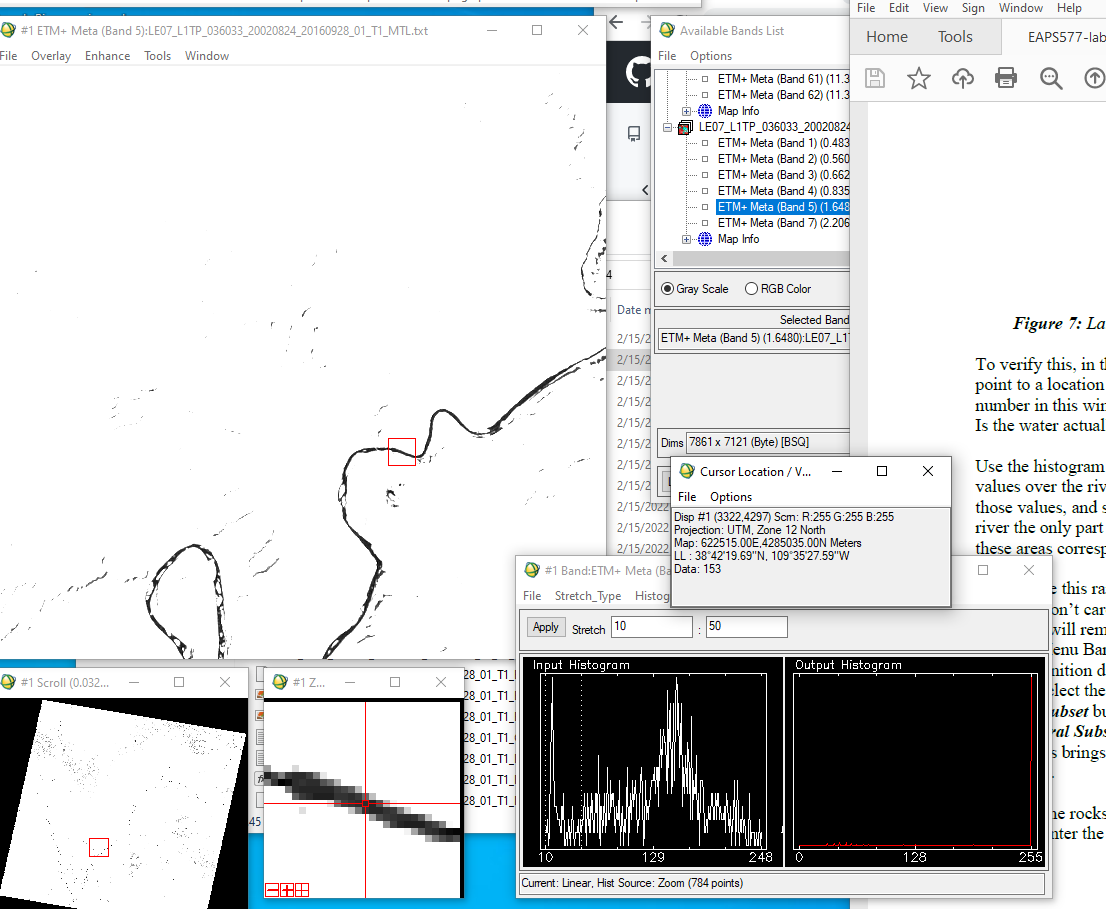 #1 ETM+ Meta (Band 5):LE07_L1TP_036033_20020824_20160928_01_T1_MTL.txt
File Overlay Enhance Tools Window
Available Bands List
File Options
ETM+ Meta (Band 61) (11.3
ETM+ Meta (Band 62) (11.3
Map Info
LE07_L1TP_036033_20020824
ETM+ Meta (Band 1) (0.483
ETM+ Meta (Band 2) (0.560
ETM+ Meta (Band 3) (0.662
ETM+ Meta (Band 4) (0.835
ETM+ Meta (Band 5) (1.648
ETM+ Meta (Band 7) (2.206
Map Info
Gray Scale RGB Color
Selected Band
ETM+ Meta (Band 5) (1.6480):LE07_L1
Dims 7861 x 7121 (Byte) [BSQ]
4
Date
2/15/2
2/15/2
2/15/2
2/15/2
2/15/2
2/15/2
2/15/2
2/15/2
2/15/2022
2/15/2022
2/15/2022
File Edit View Sign Window Help
Home Tools EAPS577-lab
Figure 7: La
To verify this, in th
point to a location
number in this win
Is the water actual
Use the histogram
values over the riv
those values, and s
river the only part
these areas corresp
e this ra
on't car
will rem
enu Bar
nition d
elect the
ubset bu
ral Subs
s brings
he rocks
nter the
Cursor Location / V...
File Options
Disp #1 (3322,4297) Scrn: R:255 G:255 B:255
Projection: UTM, Zone 12 North
Map: 622515.00E,4285035.00N Meters
LL : 38°42'19.69"N, 109°35'27.59"W
Data: 153
#1 Band:ETM+ Meta (Ba
File Stretch_Type Histog
Apply Stretch 10 : 50
Input Histogram Output Histogram
10 129 248 0 128 255
Current: Linear, Hist Source: Zoom (784 points)
#1 Scroll (0.032...
#1 Z...
28_01_T1_
28_01_T1_
28_01_T1_
28_01_T1_
28_01_T1_
28_01_T1_
28_01_T1_
45